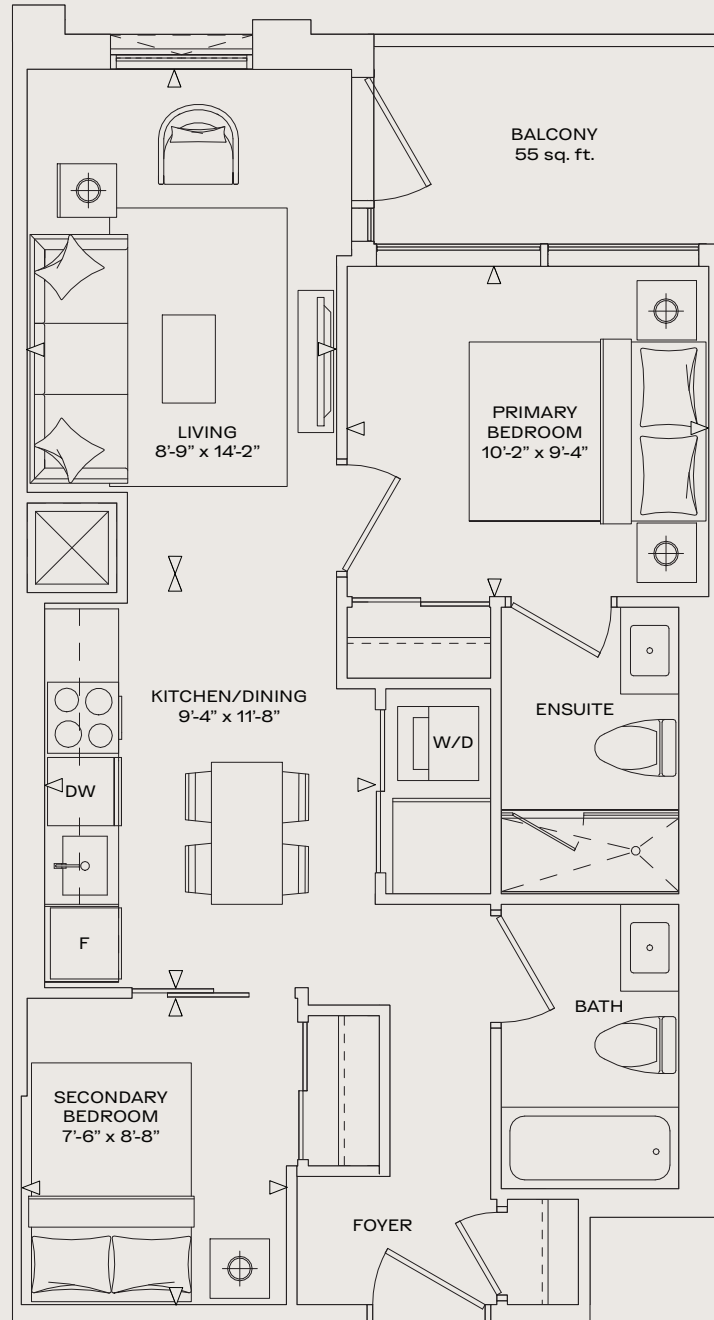 BALCONY
55 sq. ft.
LIVING
8’-9” x 14’-2”
PRIMARY
BEDROOM
10’-2” x 9’-4”
KITCHEN/DINING
9’-4” x 11’-8”
ENSUITE
W/D
DW
F
BATH
SECONDARY
BEDROOM
7’-6” x 8’-8”
FOYER